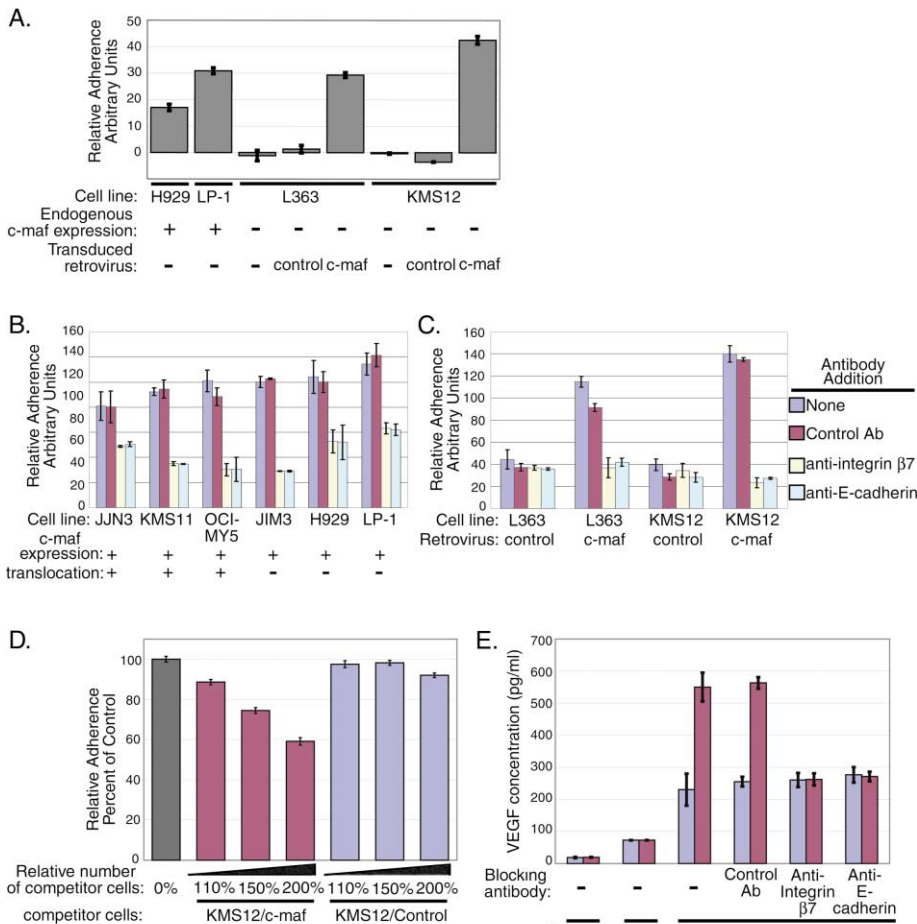 A.
Relative Adherence
Arbitrary Units
50
40
30
20
10
0
Cell line: H929 LP-1 L363 KMS12
Endogenous
c-maf expression: + + - - - - - -
Transduced
retrovirus: - - - control c-maf - control c-maf
B.
Relative Adherence
Arbitrary Units
160
140
120
100
80
60
40
20
0
Cell line: JJN3 KMS11 OCI-MY5 JIM3 H929 LP-1
c-maf
expression: + + + + + +
translocation: + + + - - -
C.
Relative Adherence
Arbitrary Units
160
140
120
100
80
60
40
20
0
Cell line: L363 L363 KMS12 KMS12
Retrovirus: control c-maf control c-maf
Antibody
Addition
None
Control Ab
anti-integrin β7
anti-E-cadherin
D.
Relative Adherence
Percent of Control
100
80
60
40
20
0
Relative number
of competitor cells: 0% 110% 150% 200% 110% 150% 200%
competitor cells: KMS12/c-maf KMS12/Control
E.
VEGF concentration (pg/ml)
700
600
500
400
300
200
100
0
Blocking
antibody: - - - Control Ab Anti-Integrin β7 Anti-E-cadherin